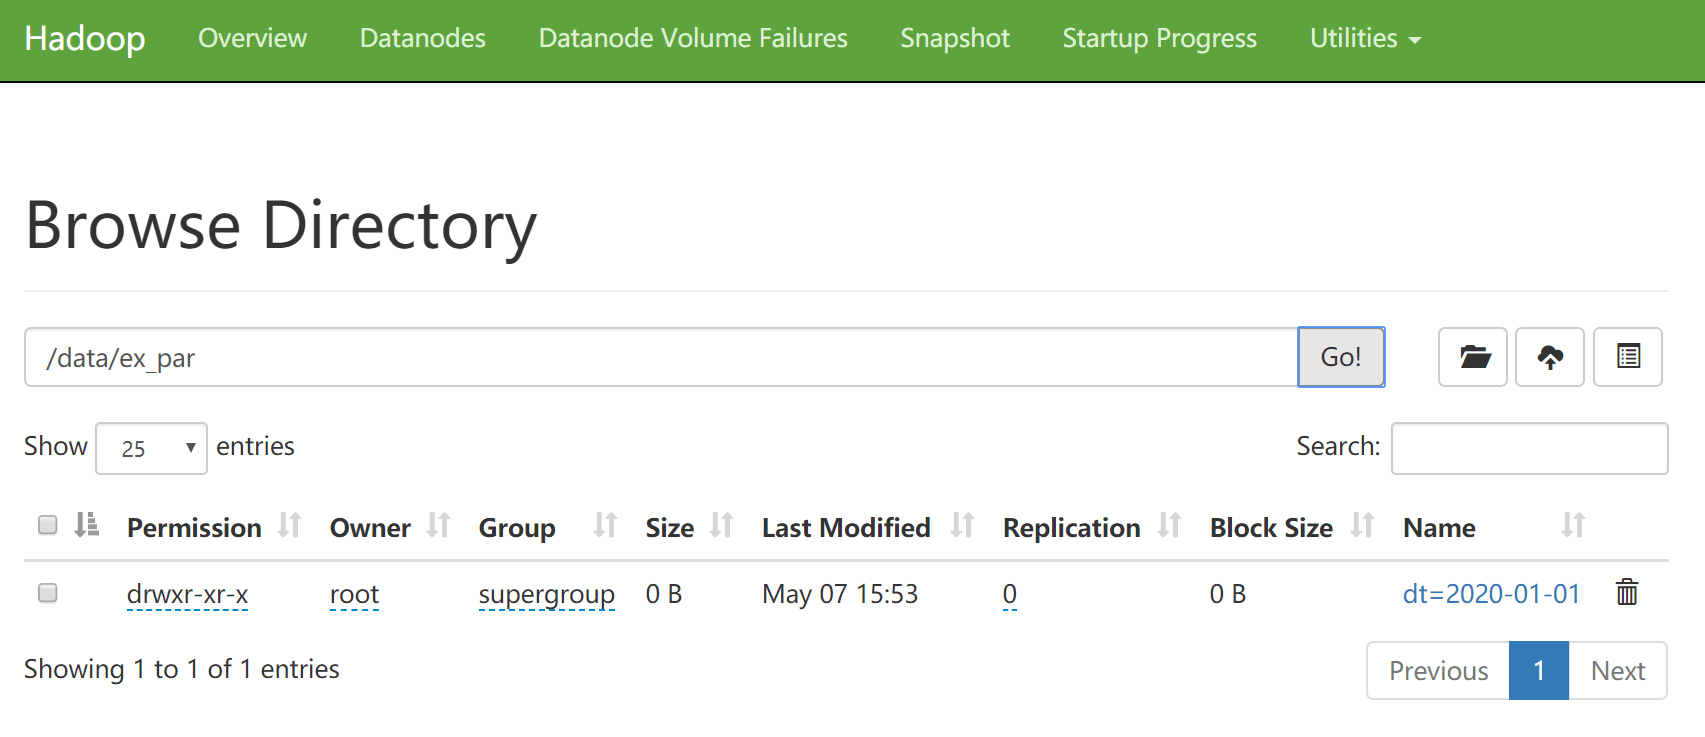 Hadoop Overview Datanodes Datanode Volume Failures Snapshot Startup Progress Utilities
Browse Directory
/data/ex_par Go!
Show 25 entries Search:
Permission Owner Group Size Last Modified Replication Block Size Name
drwxr-xr-x root supergroup 0 B May 07 15:53 0 0 B dt=2020-01-01
Showing 1 to 1 of 1 entries Previous 1 Next